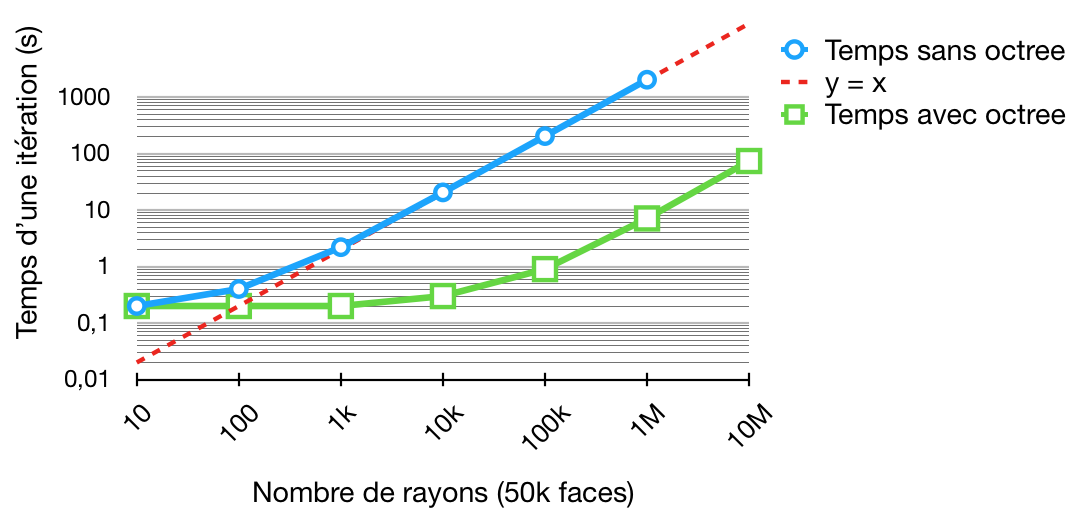 Temps d’une itération (s)
1000
100
10
1
0,1
0,01
10
100
1k
10k
100k
1M
10M
Nombre de rayons (50k faces)
Temps sans octree
y = x
Temps avec octree